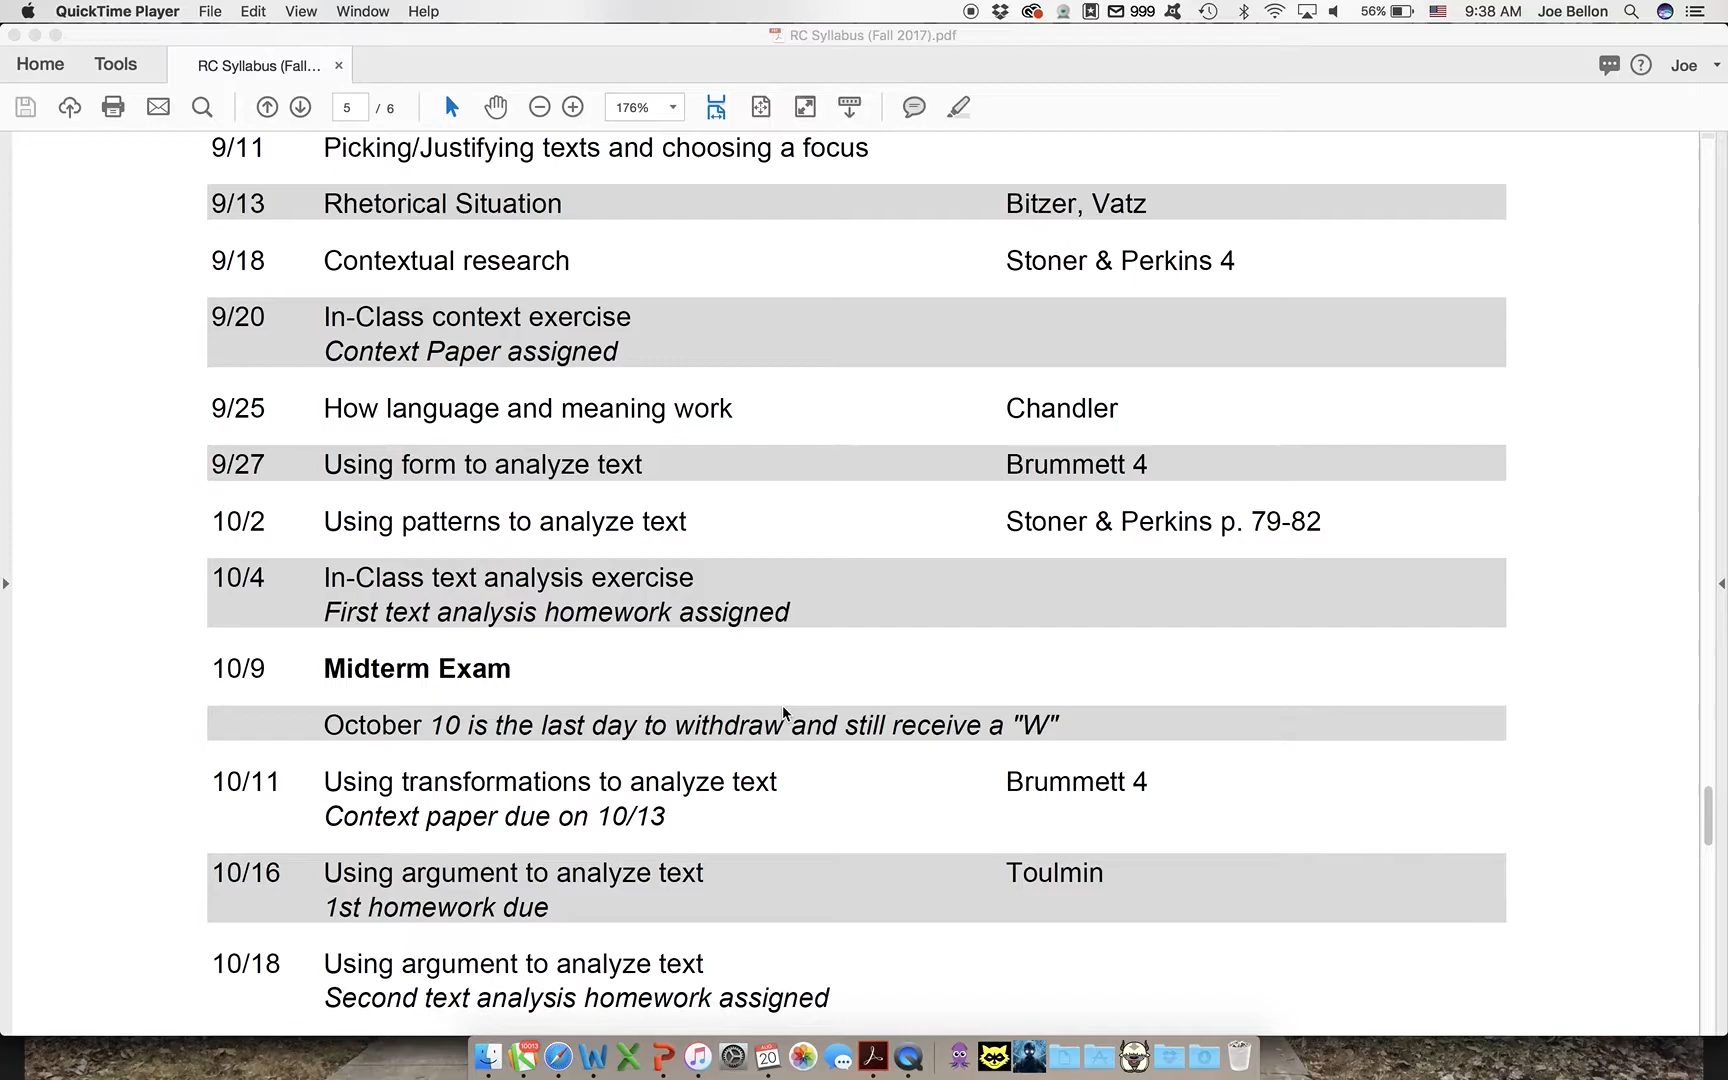 QuickTime Player File Edit View Window Help 999 56% 9:38 AM Joe Bellon
RC Syllabus (Fall 2017).pdf
Home Tools RC Syllabus (Fall... × Joe
5 / 6 176%
9/11 Picking/Justifying texts and choosing a focus
9/13 Rhetorical Situation Bitzer, Vatz
9/18 Contextual research Stoner & Perkins 4
9/20 In-Class context exercise
Context Paper assigned
9/25 How language and meaning work Chandler
9/27 Using form to analyze text Brummett 4
10/2 Using patterns to analyze text Stoner & Perkins p. 79-82
10/4 In-Class text analysis exercise
First text analysis homework assigned
10/9 Midterm Exam
October 10 is the last day to withdraw and still receive a "W"
10/11 Using transformations to analyze text Brummett 4
Context paper due on 10/13
10/16 Using argument to analyze text Toulmin
1st homework due
10/18 Using argument to analyze text
Second text analysis homework assigned
10013
AUG
20